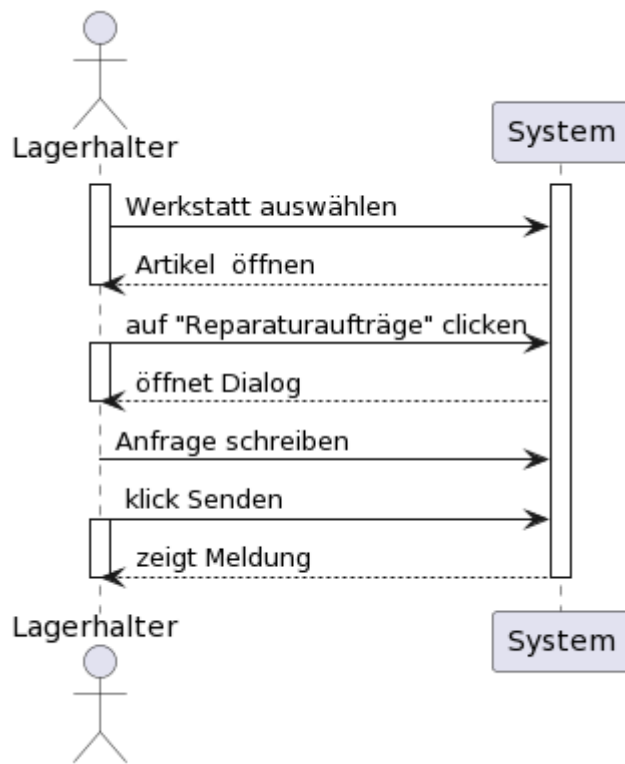 Lagerhalter
System
Werkstatt auswählen
Artikel  öffnen
auf "Reparaturaufträge" clicken
öffnet Dialog
Anfrage schreiben
klick Senden
zeigt Meldung
Lagerhalter
System